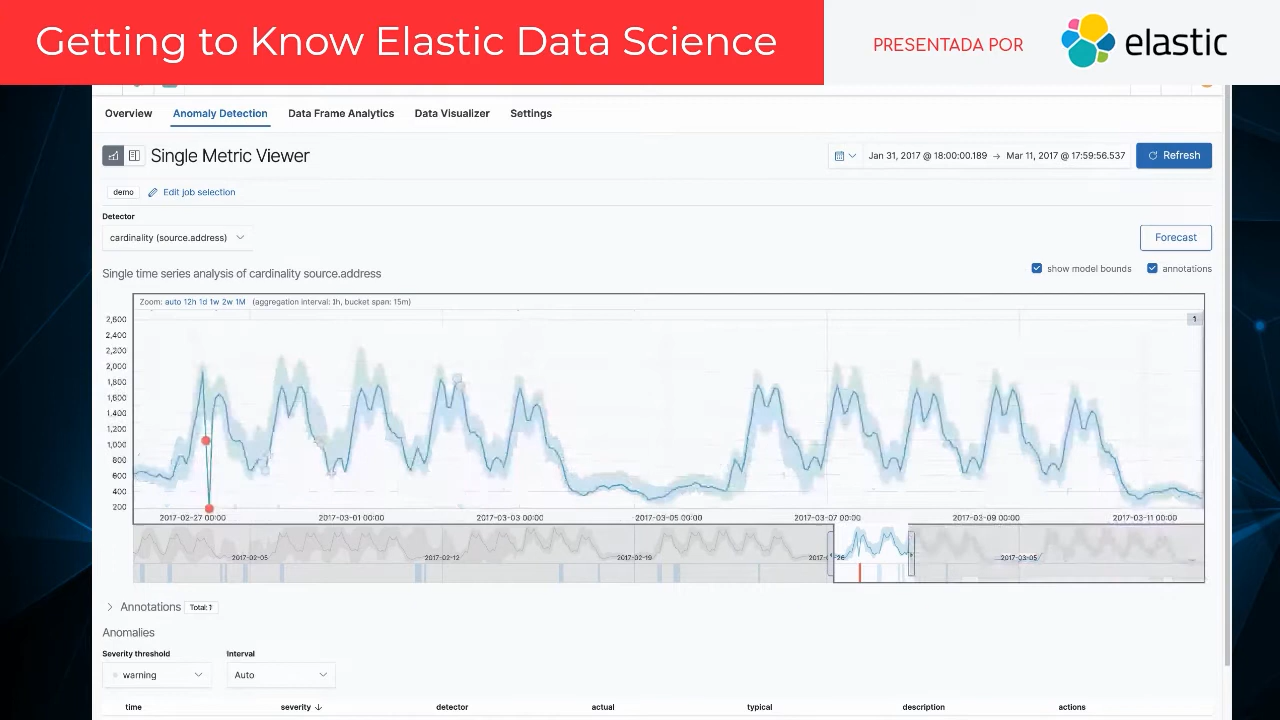 Getting to Know Elastic Data Science
PRESENTADA POR
elastic
Overview
Anomaly Detection
Data Frame Analytics
Data Visualizer
Settings
Single Metric Viewer
Jan 31, 2017 @ 18:00:00.189 → Mar 11, 2017 @ 17:59:56.537
Refresh
demo
Edit job selection
Detector
cardinality (source.address)
Forecast
Single time series analysis of cardinality source.address
show model bounds
annotations
Zoom: auto 12h 1d 1w 2w 1M (aggregation interval: 1h, bucket span: 15m)
1
2,600
2,400
2,200
2,000
1,800
1,600
1,400
1,200
1,000
800
600
400
200
2017-02-27 00:00
2017-03-01 00:00
2017-03-03 00:00
2017-03-05 00:00
2017-03-07 00:00
2017-03-09 00:00
2017-03-11 00:00
2017-02-05
2017-02-12
2017-02-19
2017-03-05
Annotations
Total: 1
Anomalies
Severity threshold
Interval
warning
Auto
time
severity
detector
actual
typical
description
actions